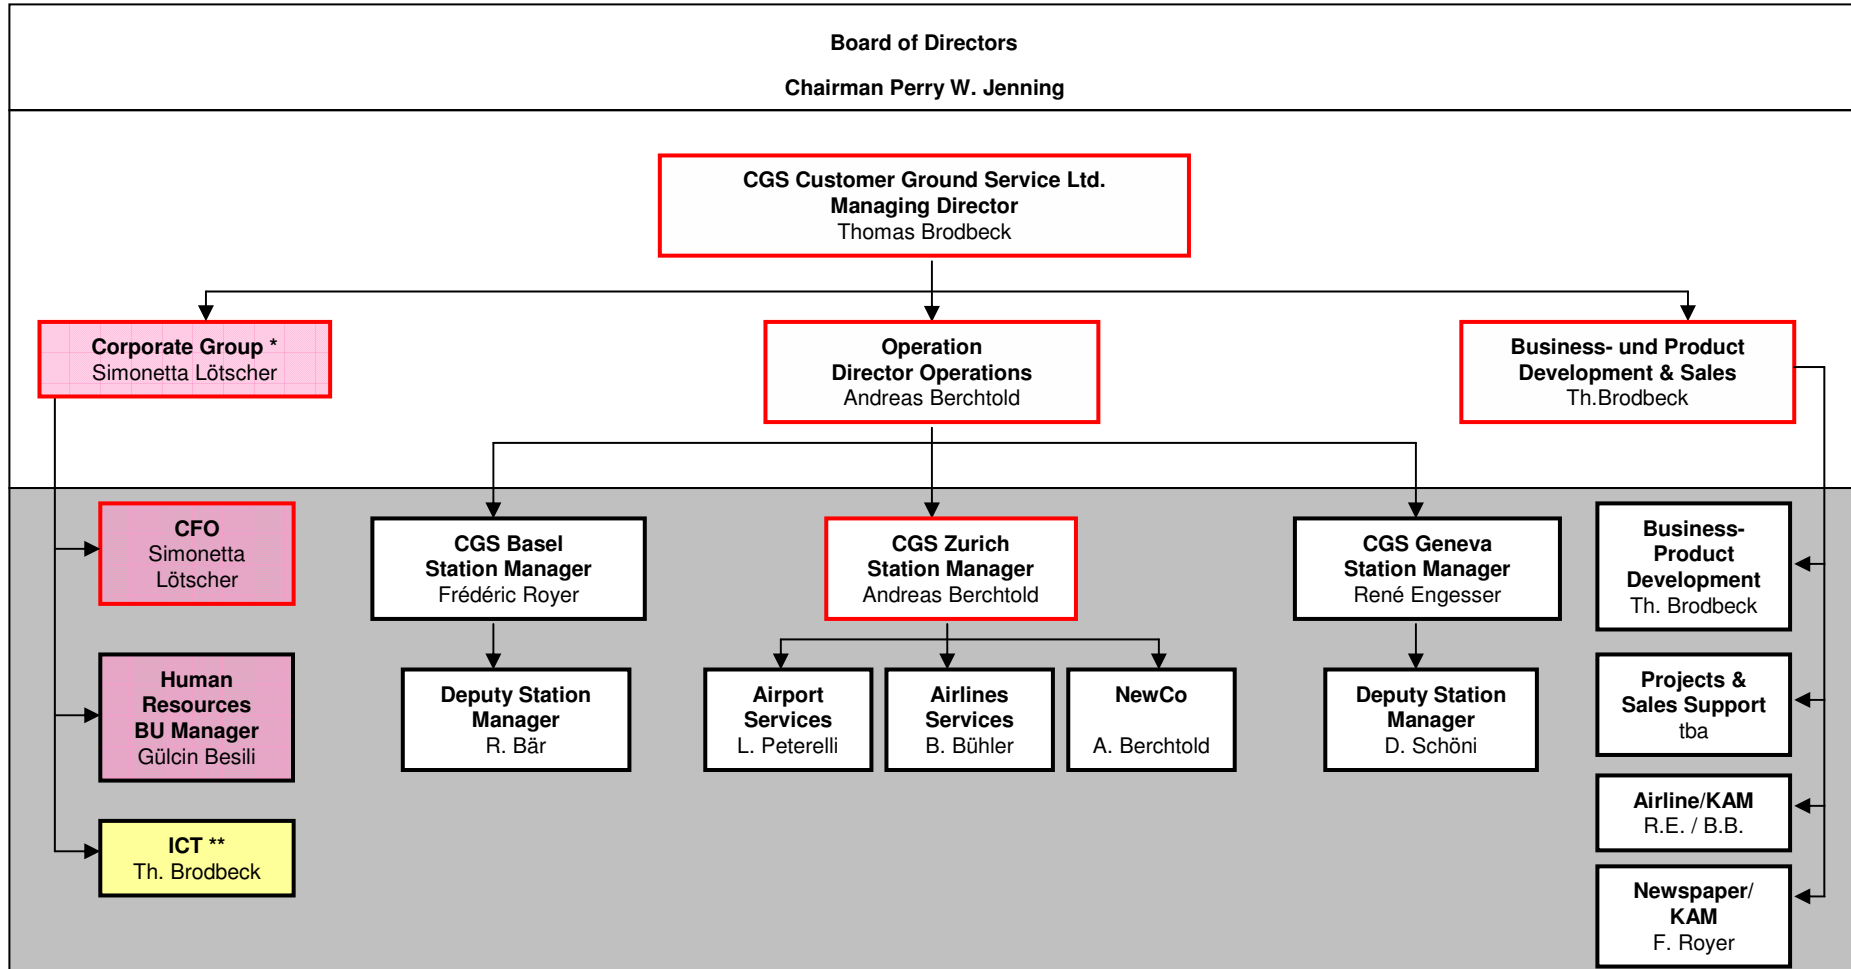 Board of Directors
Chairman Perry W. Jenning
CGS Customer Ground Service Ltd.
Managing Director
Thomas Brodbeck
Corporate Group *
Simonetta Lötscher
Operation
Director Operations
Andreas Berchtold
Business- und Product
Development & Sales
Th.Brodbeck
CFO
Simonetta
Lötscher
Human
Resources
BU Manager
Gülcin Besili
ICT **
Th. Brodbeck
CGS Basel
Station Manager
Frédéric Royer
Deputy Station
Manager
R. Bär
CGS Zurich
Station Manager
Andreas Berchtold
Airport
Services
L. Peterelli
Airlines
Services
B. Bühler
NewCo
A. Berchtold
CGS Geneva
Station Manager
René Engesser
Deputy Station
Manager
D. Schöni
Business-
Product
Development
Th. Brodbeck
Projects &
Sales Support
tba
Airline/KAM
R.E. / B.B.
Newspaper/
KAM
F. Royer